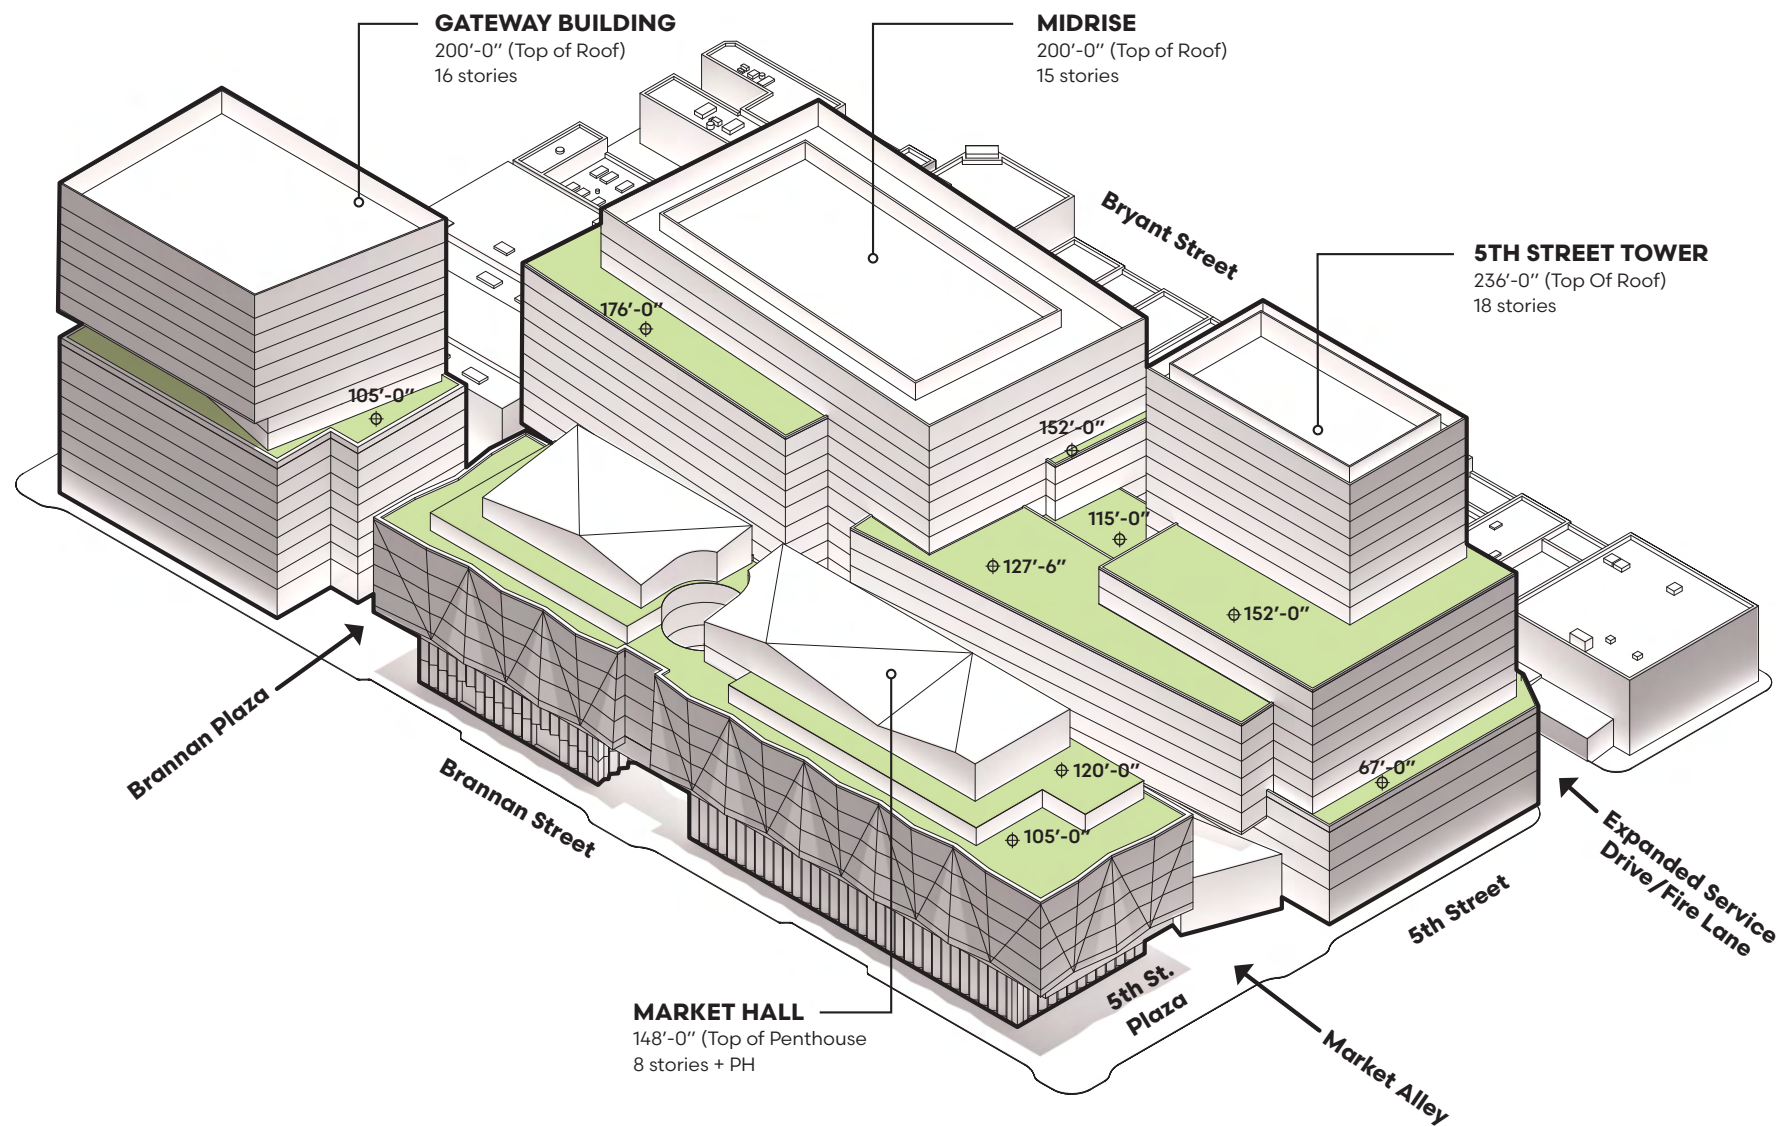 GATEWAY BUILDING
200'-0" (Top of Roof)
16 stories
MIDRISE
200'-0" (Top of Roof)
15 stories
Bryant Street
5TH STREET TOWER
236'-0" (Top Of Roof)
18 stories
176'-0"
105'-0"
152'-0"
115'-0"
127'-6"
152'-0"
Brannan Plaza
Brannan Street
120'-0"
67'-0"
105'-0"
Expanded Service
Drive/Fire Lane
5th Street
5th St.
Plaza
MARKET HALL
148'-0" (Top of Penthouse
8 stories + PH
Market Alley